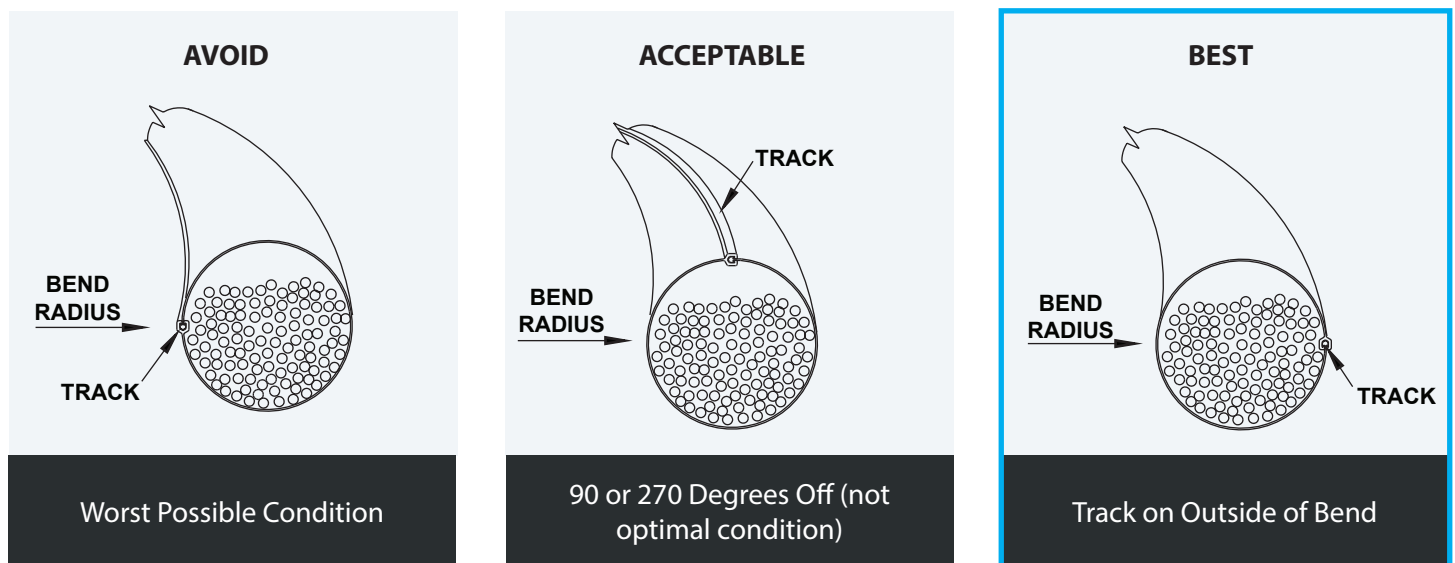 AVOID
BEND
RADIUS
TRACK
Worst Possible Condition
ACCEPTABLE
TRACK
BEND
RADIUS
90 or 270 Degrees Off (not
optimal condition)
BEST
BEND
RADIUS
TRACK
Track on Outside of Bend